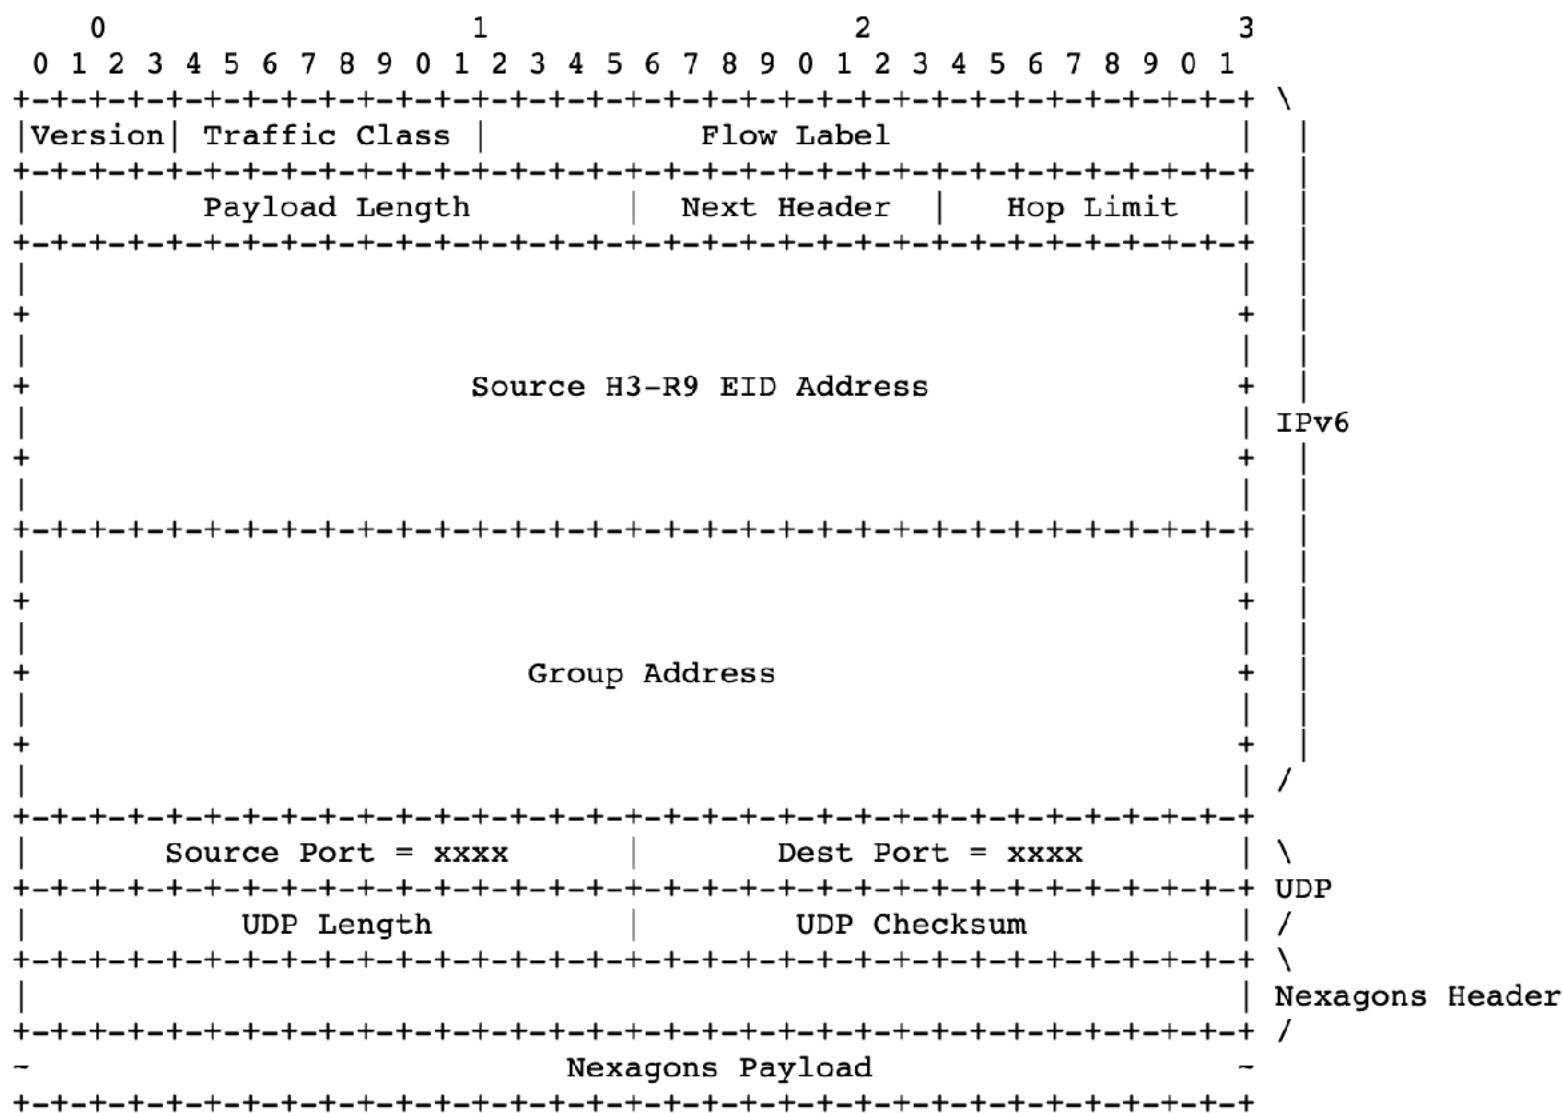 0 1 2 3
0 1 2 3 4 5 6 7 8 9 0 1 2 3 4 5 6 7 8 9 0 1 2 3 4 5 6 7 8 9 0 1
+-+-+-+-+-+-+-+-+-+-+-+-+-+-+-+-+-+-+-+-+-+-+-+-+-+-+-+-+-+-+-+-+ \
|Version| Traffic Class | Flow Label | |
+-+-+-+-+-+-+-+-+-+-+-+-+-+-+-+-+-+-+-+-+-+-+-+-+-+-+-+-+-+-+-+-+ |
| Payload Length | Next Header | Hop Limit | |
+-+-+-+-+-+-+-+-+-+-+-+-+-+-+-+-+-+-+-+-+-+-+-+-+-+-+-+-+-+-+-+-+ |
| | |
+ + |
| | |
+ Source H3-R9 EID Address + |
| | IPv6
+ + |
| | |
+-+-+-+-+-+-+-+-+-+-+-+-+-+-+-+-+-+-+-+-+-+-+-+-+-+-+-+-+-+-+-+-+ |
| | |
+ + |
| | |
+ Group Address + |
| | |
+ + |
| | /
+-+-+-+-+-+-+-+-+-+-+-+-+-+-+-+-+-+-+-+-+-+-+-+-+-+-+-+-+-+-+-+-+
| Source Port = xxxx | Dest Port = xxxx | \
+-+-+-+-+-+-+-+-+-+-+-+-+-+-+-+-+-+-+-+-+-+-+-+-+-+-+-+-+-+-+-+-+ UDP
| UDP Length | UDP Checksum | /
+-+-+-+-+-+-+-+-+-+-+-+-+-+-+-+-+-+-+-+-+-+-+-+-+-+-+-+-+-+-+-+-+ \
| | Nexagons Header
+-+-+-+-+-+-+-+-+-+-+-+-+-+-+-+-+-+-+-+-+-+-+-+-+-+-+-+-+-+-+-+-+ /
~ Nexagons Payload ~
+-+-+-+-+-+-+-+-+-+-+-+-+-+-+-+-+-+-+-+-+-+-+-+-+-+-+-+-+-+-+-+-+